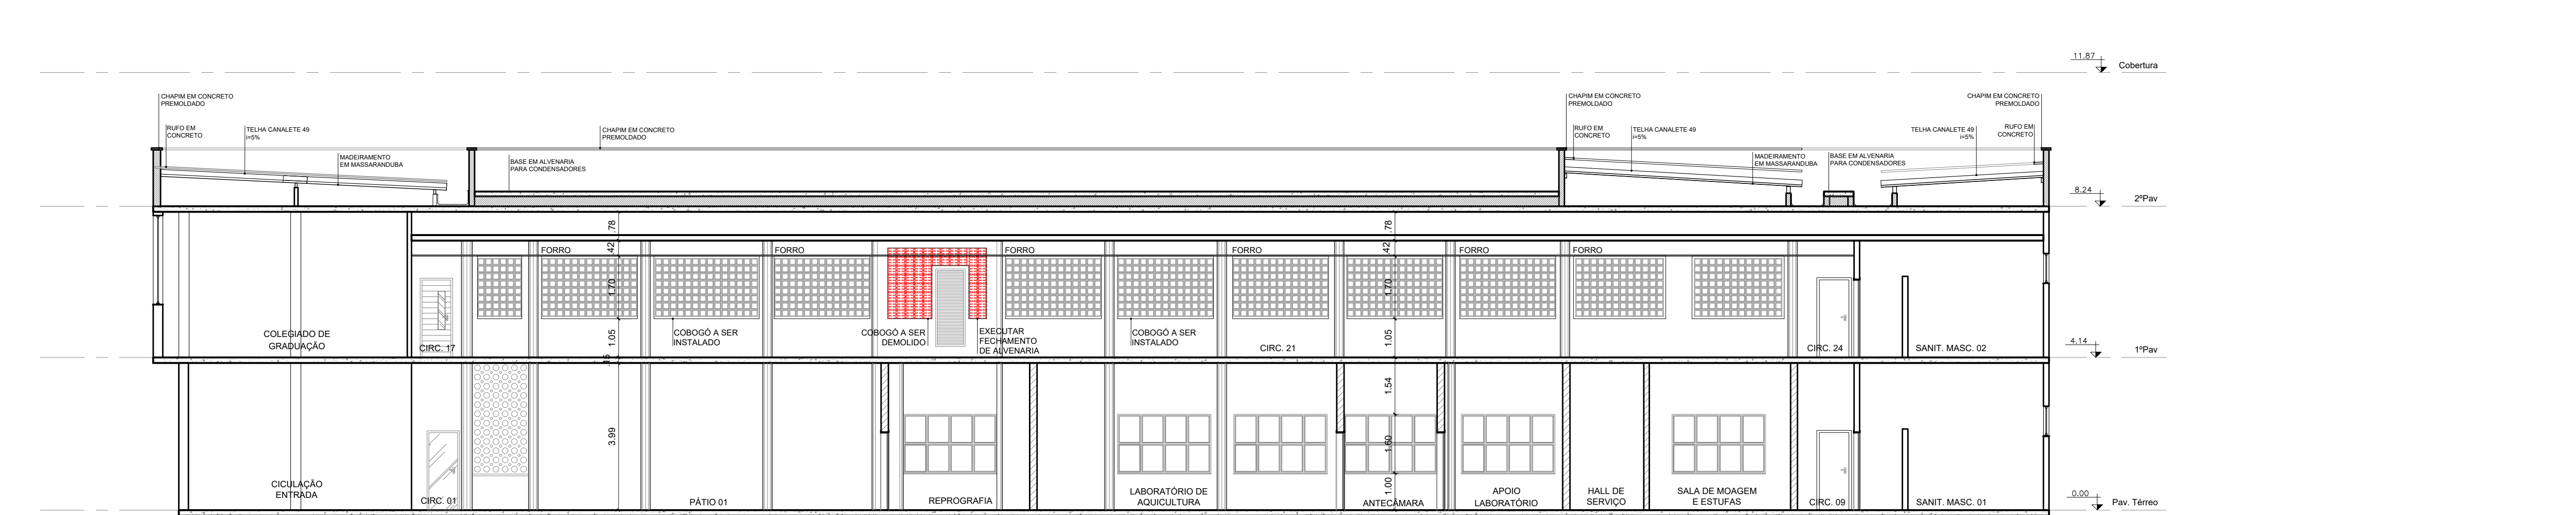 11.87
Cobertura
CHAPIM EM CONCRETO
PREMOLDADO
CHAPIM EM CONCRETO
PREMOLDADO
CHAPIM EM CONCRETO
PREMOLDADO
RUFO EM
CONCRETO
TELHA CANALETE 49
i=5%
CHAPIM EM CONCRETO
PREMOLDADO
RUFO EM
CONCRETO
TELHA CANALETE 49
i=5%
TELHA CANALETE 49
i=5%
RUFO EM
CONCRETO
MADEIRAMENTO
EM MASSARANDUBA
BASE EM ALVENARIA
PARA CONDENSADORES
MADEIRAMENTO
EM MASSARANDUBA
BASE EM ALVENARIA
PARA CONDENSADORES
8.24
2ºPav
.78
.78
FORRO
.42
FORRO
FORRO
FORRO
.42
FORRO
FORRO
1.70
1.70
COLEGIADO DE
GRADUAÇÃO
CIRC. 17
1.05
COBOGÓ A SER
INSTALADO
COBOGÓ A SER
DEMOLIDO
EXECUTAR
FECHAMENTO
DE ALVENARIA
COBOGÓ A SER
INSTALADO
CIRC. 21
1.05
CIRC. 24
SANIT. MASC. 02
4.14
1ºPav
.15
1.54
3.99
1.60
CICULAÇÃO
ENTRADA
CIRC. 01
PÁTIO 01
REPROGRAFIA
LABORATÓRIO DE
AQUICULTURA
1.00
ANTECÂMARA
APOIO
LABORATÓRIO
HALL DE
SERVIÇO
SALA DE MOAGEM
E ESTUFAS
CIRC. 09
SANIT. MASC. 01
0.00
Pav. Térreo